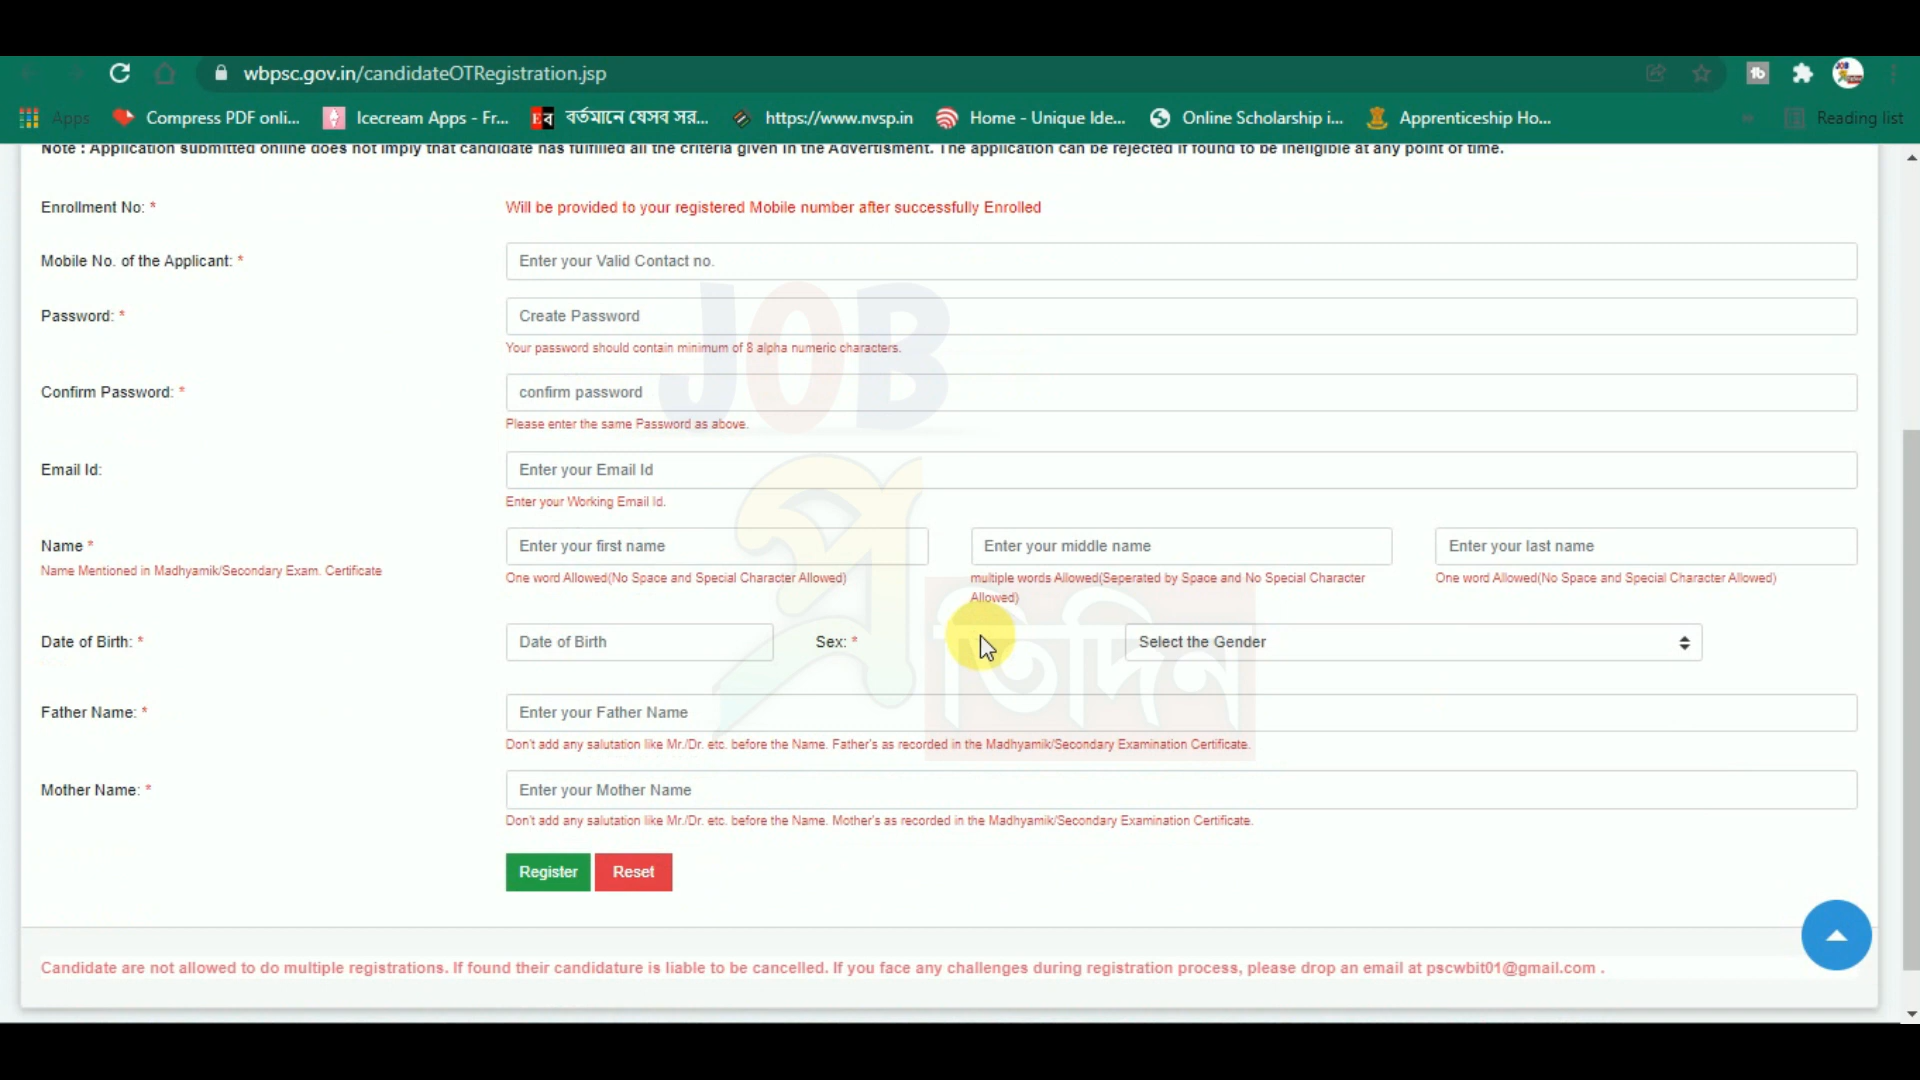 wbpsc.gov.in/candidateOTRegistration.jsp
Apps Compress PDF onli... Icecream Apps - Fr... বর্তমানে যেসব সর... https://www.nvsp.in Home - Unique Ide... Online Scholarship i... Apprenticeship Ho... Reading list
Note : Application submitted online does not imply that candidate has fulfilled all the criteria given in the Advertisment. The application can be rejected if found to be ineligible at any point of time.
Enrollment No: * Will be provided to your registered Mobile number after successfully Enrolled
Mobile No. of the Applicant: * Enter your Valid Contact no.
Password: * Create Password
Your password should contain minimum of 8 alpha numeric characters.
Confirm Password: * confirm password
Please enter the same Password as above.
Email Id: Enter your Email Id
Enter your Working Email Id.
Name * Enter your first name Enter your middle name Enter your last name
Name Mentioned in Madhyamik/Secondary Exam. Certificate One word Allowed(No Space and Special Character Allowed) multiple words Allowed(Seperated by Space and No Special Character One word Allowed(No Space and Special Character Allowed)
Allowed)
Date of Birth: * Date of Birth Sex: * Select the Gender
Father Name: * Enter your Father Name
Don't add any salutation like Mr./Dr. etc. before the Name. Father's as recorded in the Madhyamik/Secondary Examination Certificate.
Mother Name: * Enter your Mother Name
Don't add any salutation like Mr./Dr. etc. before the Name. Mother's as recorded in the Madhyamik/Secondary Examination Certificate.
Register Reset
Candidate are not allowed to do multiple registrations. If found their candidature is liable to be cancelled. If you face any challenges during registration process, please drop an email at pscwbit01@gmail.com .
JOB
প্রতিদিন